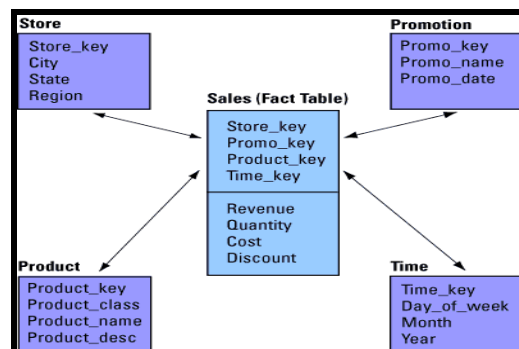 Store
Store_key
City
State
Region
Promotion
Promo_key
Promo_name
Promo_date
Sales (Fact Table)
Store_key
Promo_key
Product_key
Time_key
Revenue
Quantity
Cost
Discount
Product
Product_key
Product_class
Product_name
Product_desc
Time
Time_key
Day_of_week
Month
Year